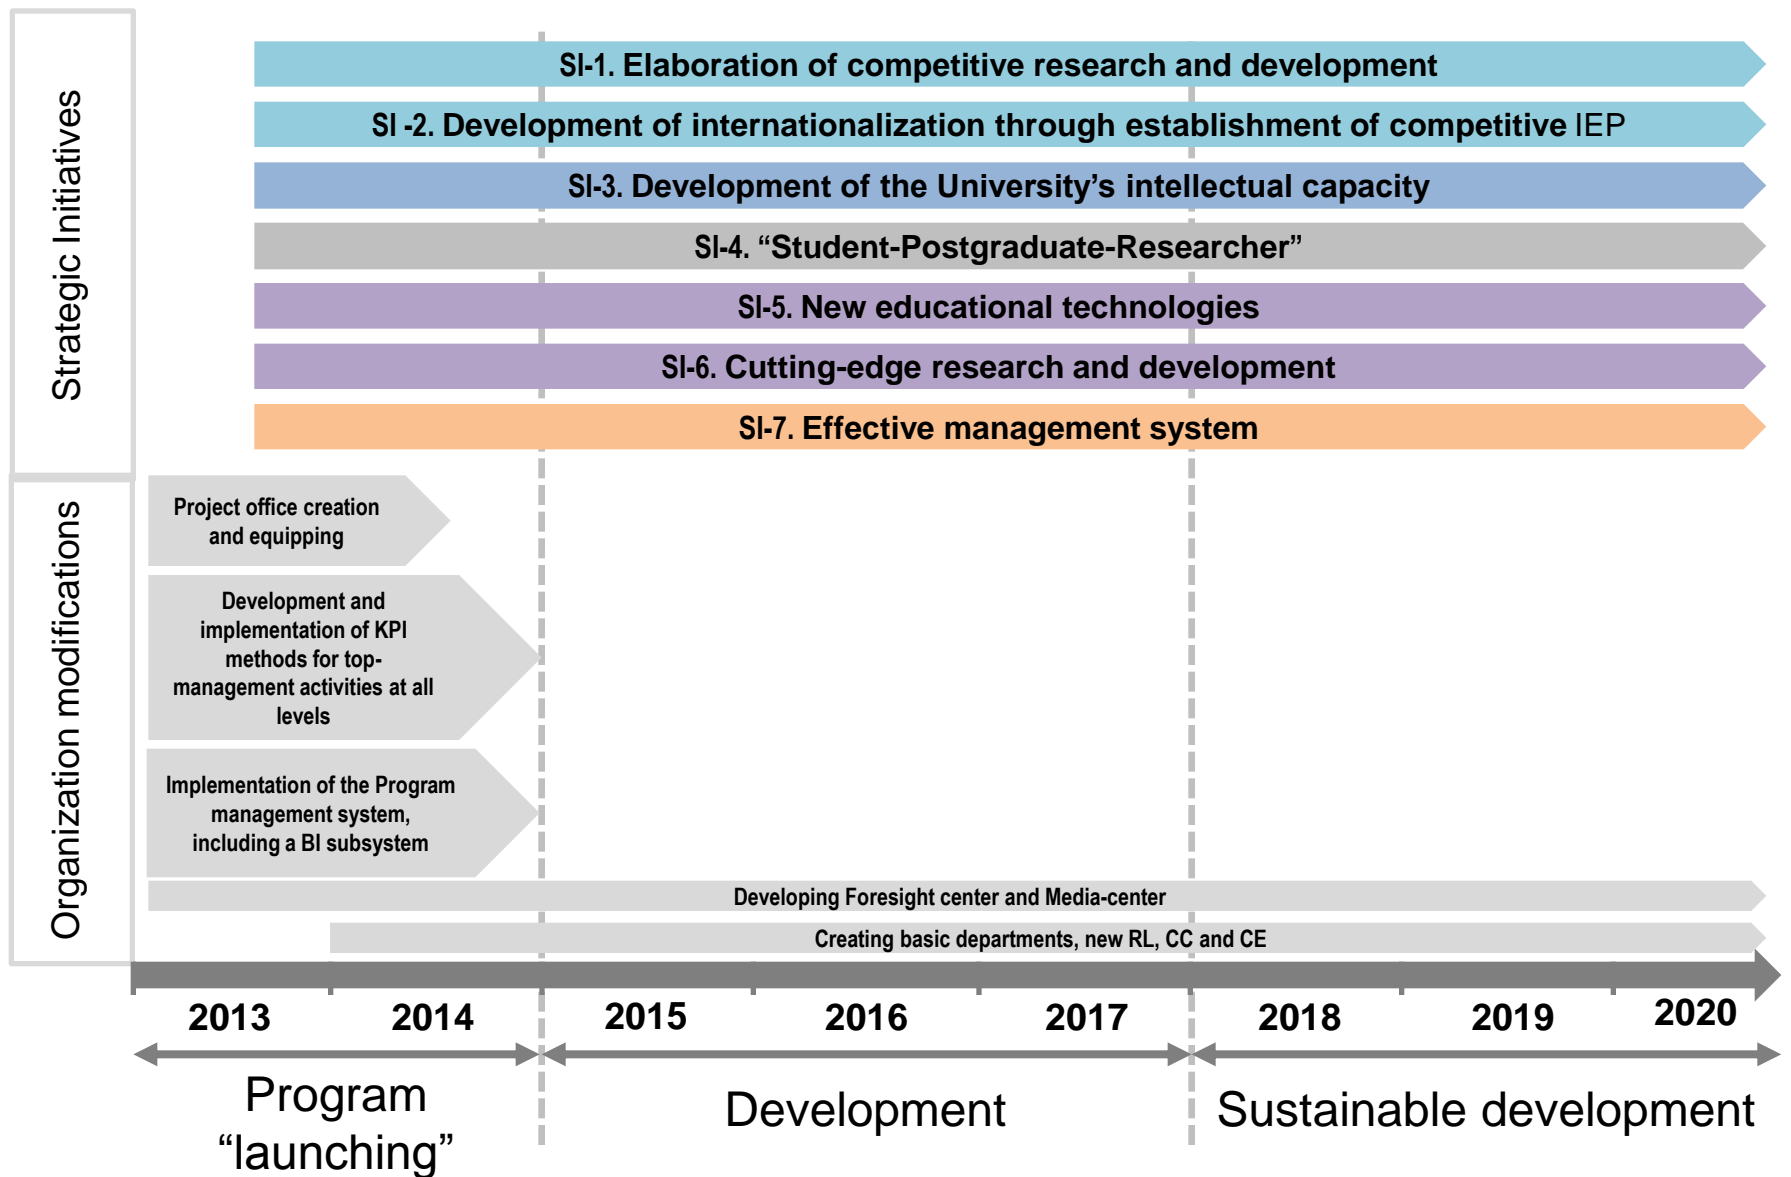 Strategic Initiatives
SI-1. Elaboration of competitive research and development
SI -2. Development of internationalization through establishment of competitive IEP
SI-3. Development of the University’s intellectual capacity
SI-4. “Student-Postgraduate-Researcher”
SI-5. New educational technologies
SI-6. Cutting-edge research and development
SI-7. Effective management system
Organization modifications
Project office creation
and equipping
Development and
implementation of KPI
methods for top-
management activities at all
levels
Implementation of the Program
management system,
including a BI subsystem
Developing Foresight center and Media-center
Creating basic departments, new RL, CC and CE
2013 2014 2015 2016 2017 2018 2019 2020
Program
“launching”
Development
Sustainable development